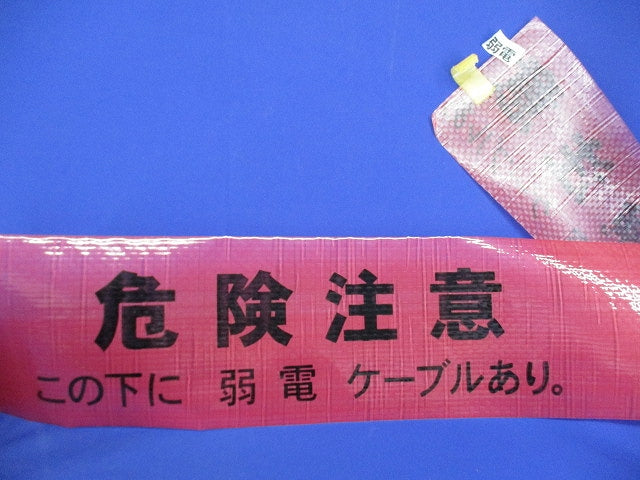 弱電
危険注意
この下に 弱電 ケーブルあり。